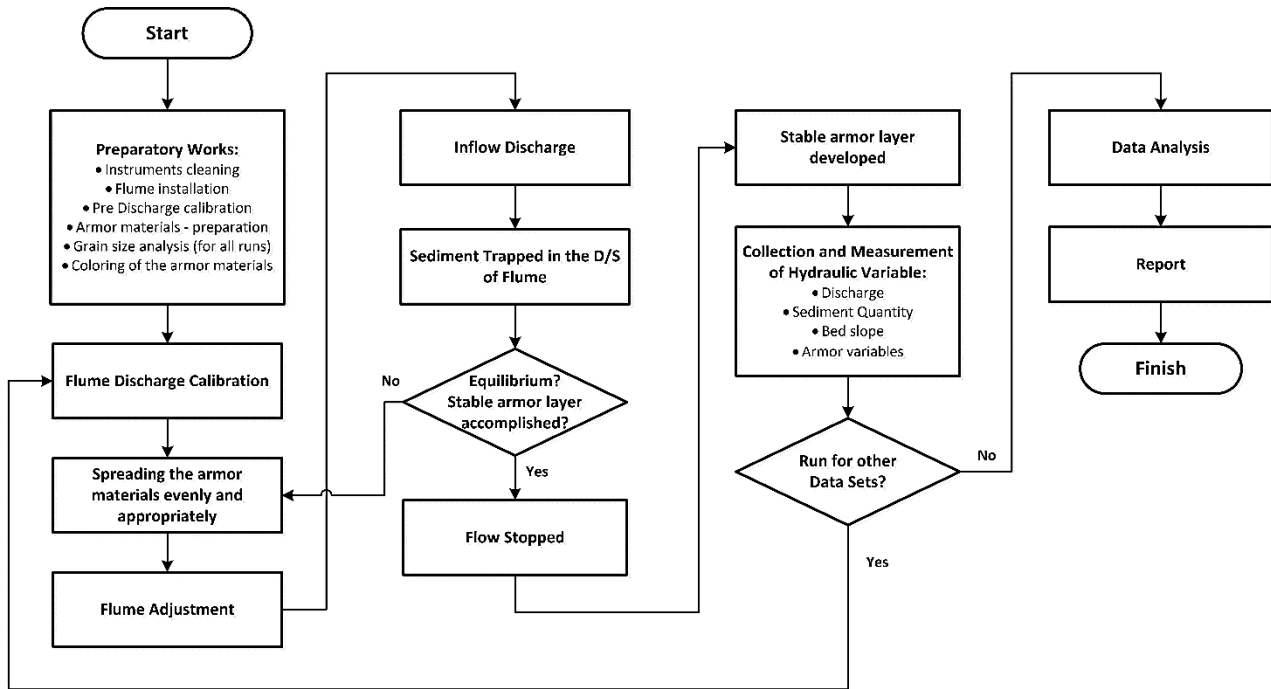 Start
Preparatory Works:
• Instruments cleaning
• Flume installation
• Pre Discharge calibration
• Armor materials - preparation
• Grain size analysis (for all runs)
• Coloring of the armor materials
Flume Discharge Calibration
Spreading the armor
materials evenly and
appropriately
Flume Adjustment
Inflow Discharge
Sediment Trapped in the D/S
of Flume
Equilibrium?
Stable armor layer
accomplished?
No
Yes
Flow Stopped
Stable armor layer
developed
Collection and Measurement
of Hydraulic Variable:
• Discharge
• Sediment Quantity
• Bed slope
• Armor variables
Run for other
Data Sets?
No
Yes
Data Analysis
Report
Finish